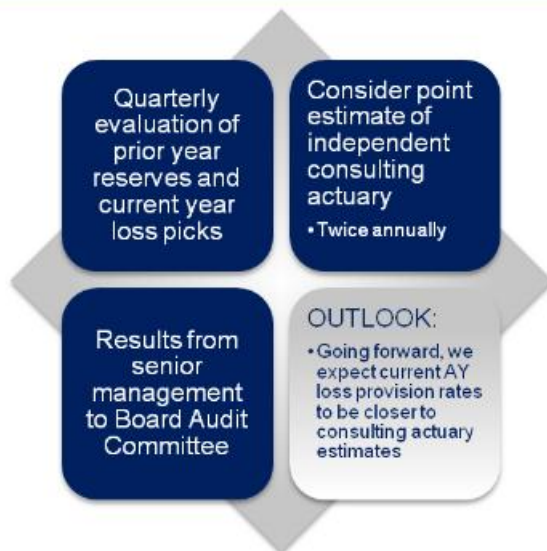 Quarterly
evaluation of
prior year
reserves and
current year
loss picks
Consider point
estimate of
independent
consulting
actuary
• Twice annually
Results from
senior
management
to Board Audit
Committee
OUTLOOK:
• Going forward, we
expect current AY
loss provision rates
to be closer to
consulting actuary
estimates